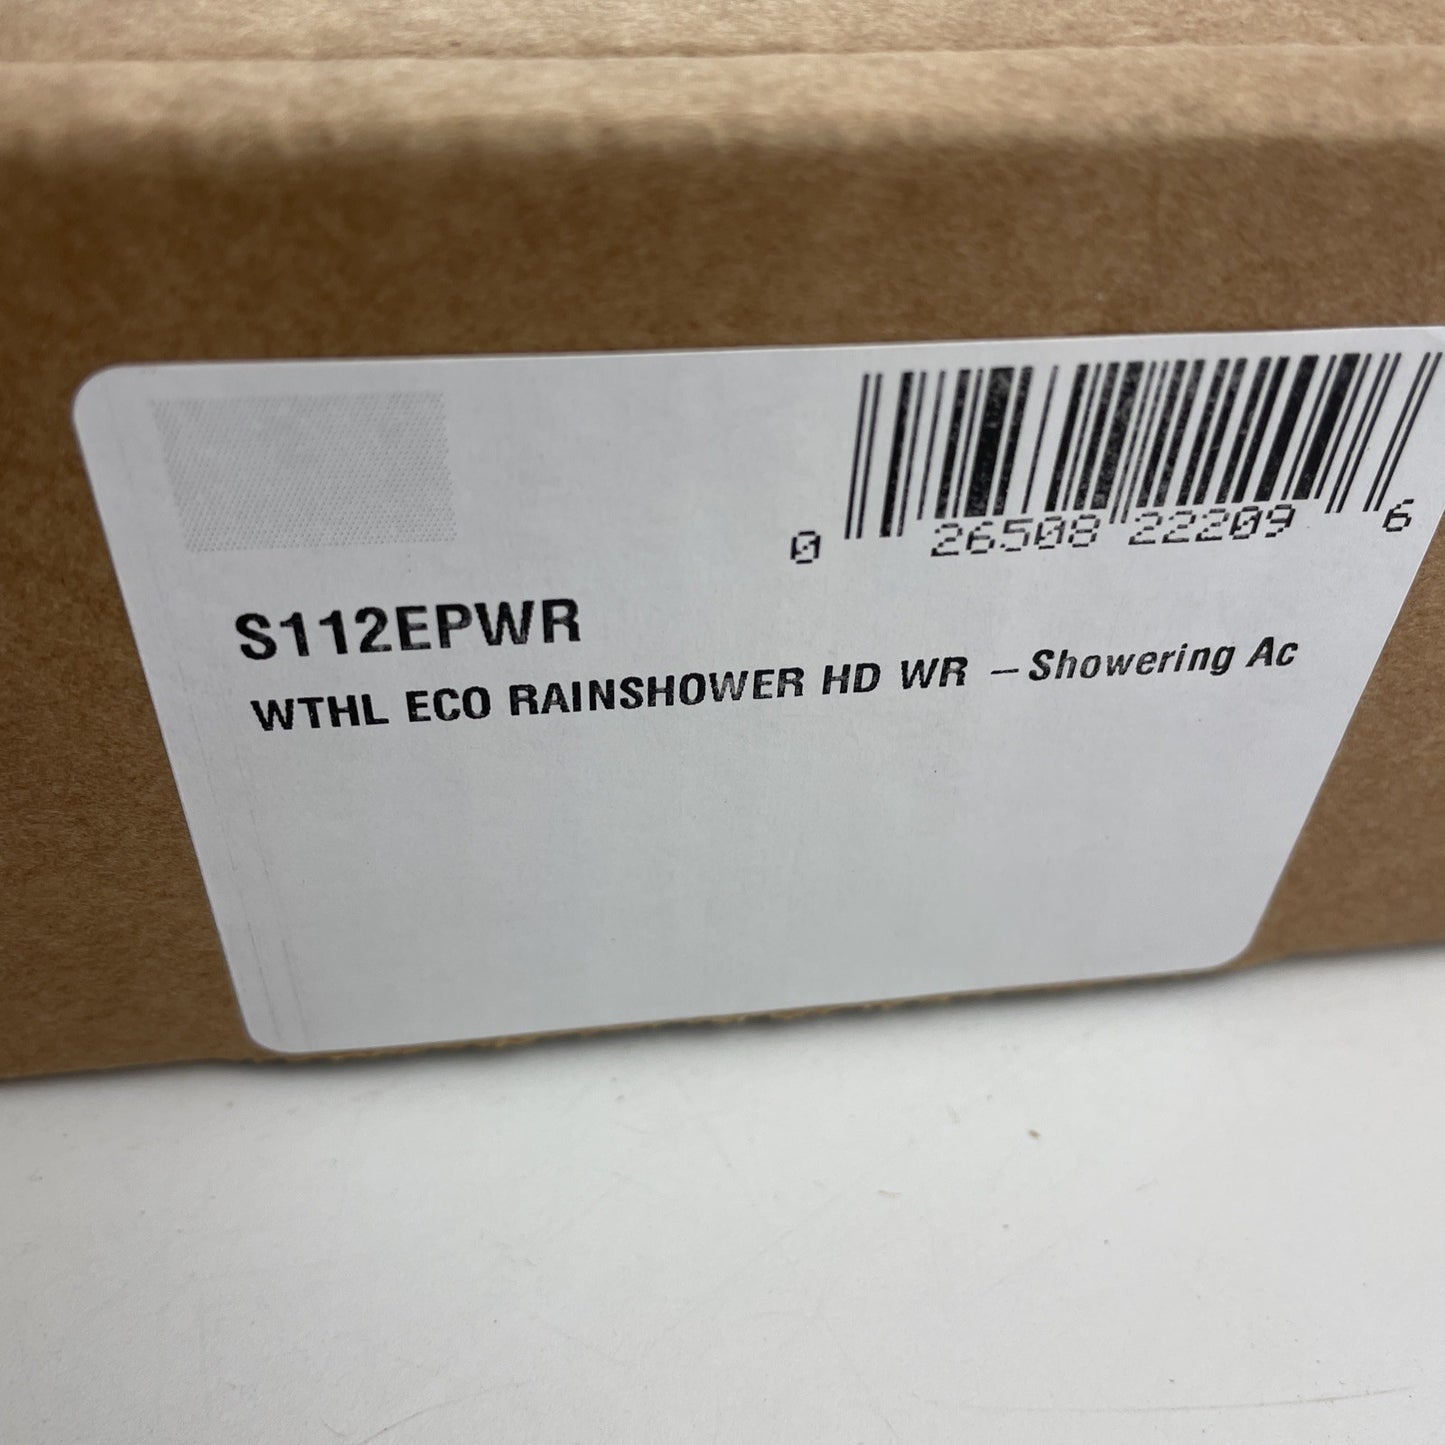 0 26508 22209 6
S112EPWR
WTHL ECO RAINSHOWER HD WR – Showering Ac